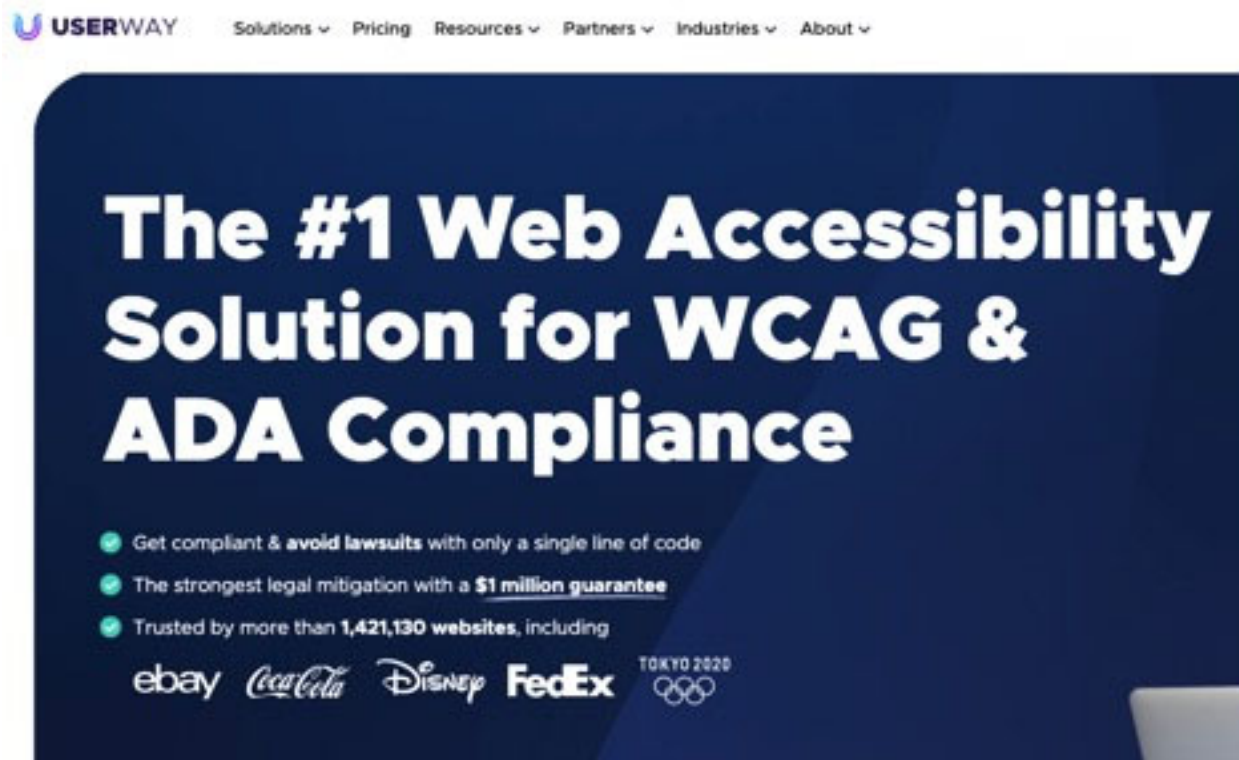 USERWAY Solutions Pricing Resources Partners Industries About
The #1 Web Accessibility
Solution for WCAG &
ADA Compliance
Get compliant & avoid lawsuits with only a single line of code
The strongest legal mitigation with a $1 million guarantee
Trusted by more than 1,421,130 websites, including
ebay Coca-Cola Disney FedEx TOKYO 2020